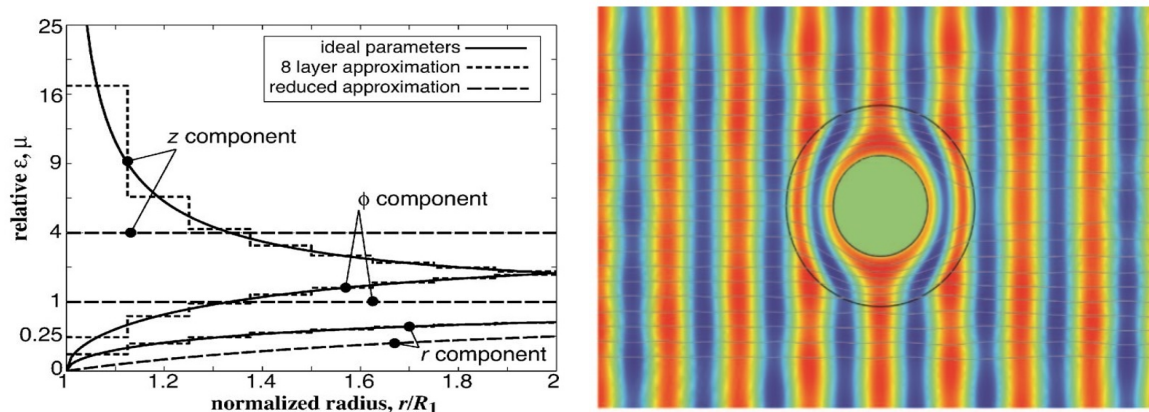 25
16
9
4
1
0.25
0
relative ε, μ
ideal parameters
8 layer approximation
reduced approximation
z component
ϕ component
r component
1
1.2
1.4
1.6
1.8
2
normalized radius, r/R₁